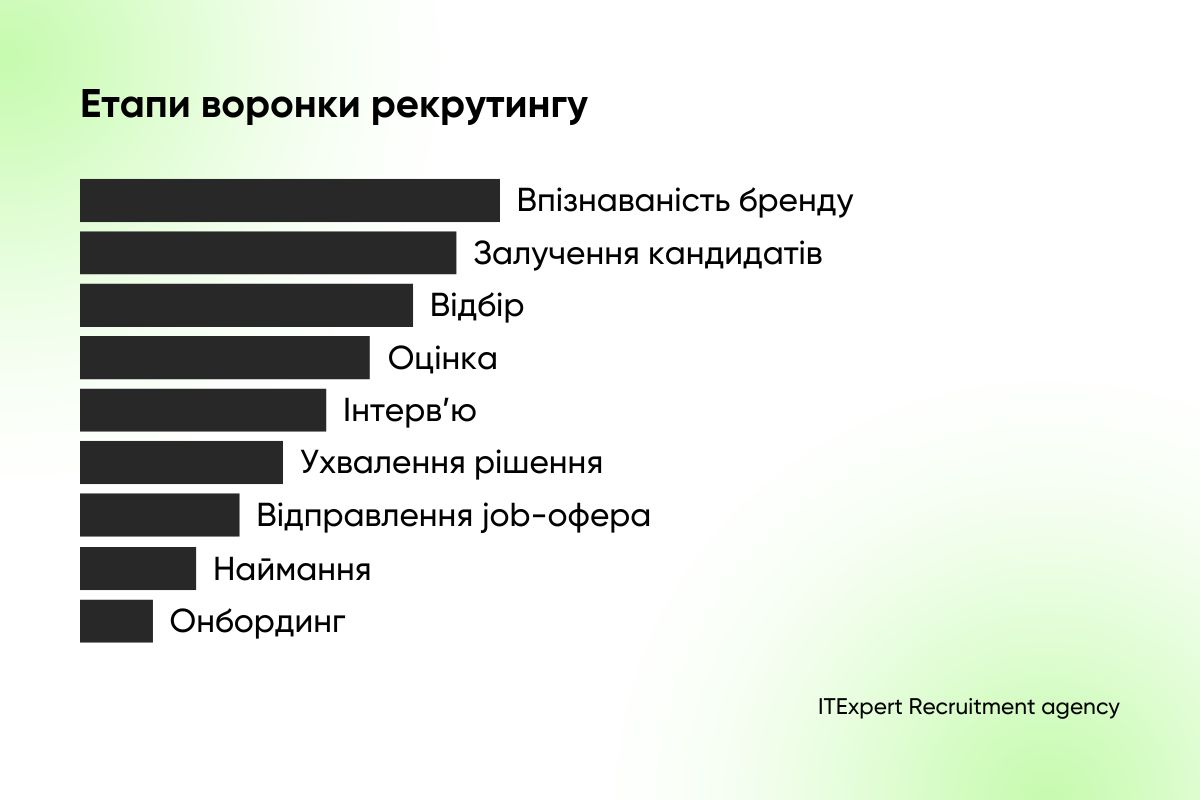 Етапи воронки рекрутингу
Впізнаваність бренду
Залучення кандидатів
Відбір
Оцінка
Інтерв’ю
Ухвалення рішення
Відправлення job-офера
Наймання
Онбординг
ITExpert Recruitment agency